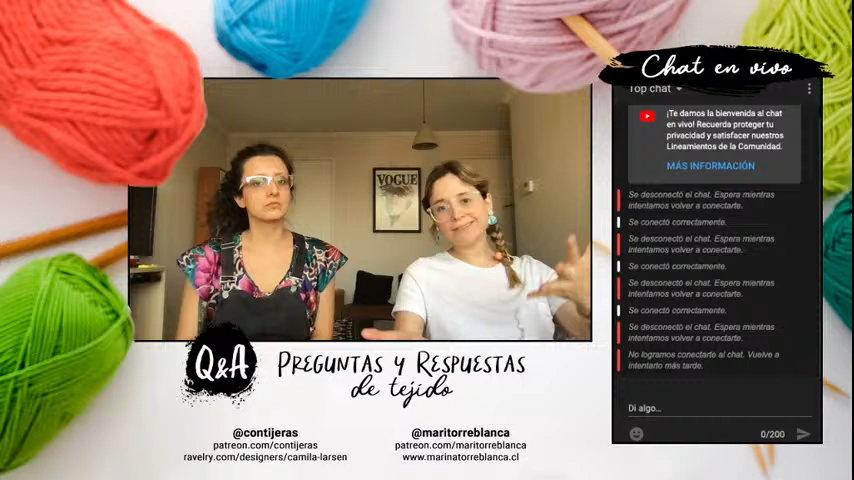 Chat en vivo
Top chat
¡Te damos la bienvenida al chat
en vivo! Recuerda proteger tu
privacidad y satisfacer nuestros
Lineamientos de la Comunidad.
MÁS INFORMACIÓN
Se desconectó el chat. Espera mientras
intentamos volver a conectarte.
Se conectó correctamente.
Se desconectó el chat. Espera mientras
intentamos volver a conectarte.
Se conectó correctamente.
Se desconectó el chat. Espera mientras
intentamos volver a conectarte.
Se conectó correctamente.
Se desconectó el chat. Espera mientras
intentamos volver a conectarte.
No logramos conectarte al chat. Vuelve a
intentarlo más tarde.
Di algo...
0/200
VOGUE
Q&A
PREGUNTAS Y RESPUESTAS
de tejido
@contijeras
patreon.com/contijeras
ravelry.com/designers/camila-larsen
@maritorreblanca
patreon.com/maritorreblanca
www.marinatorreblanca.cl